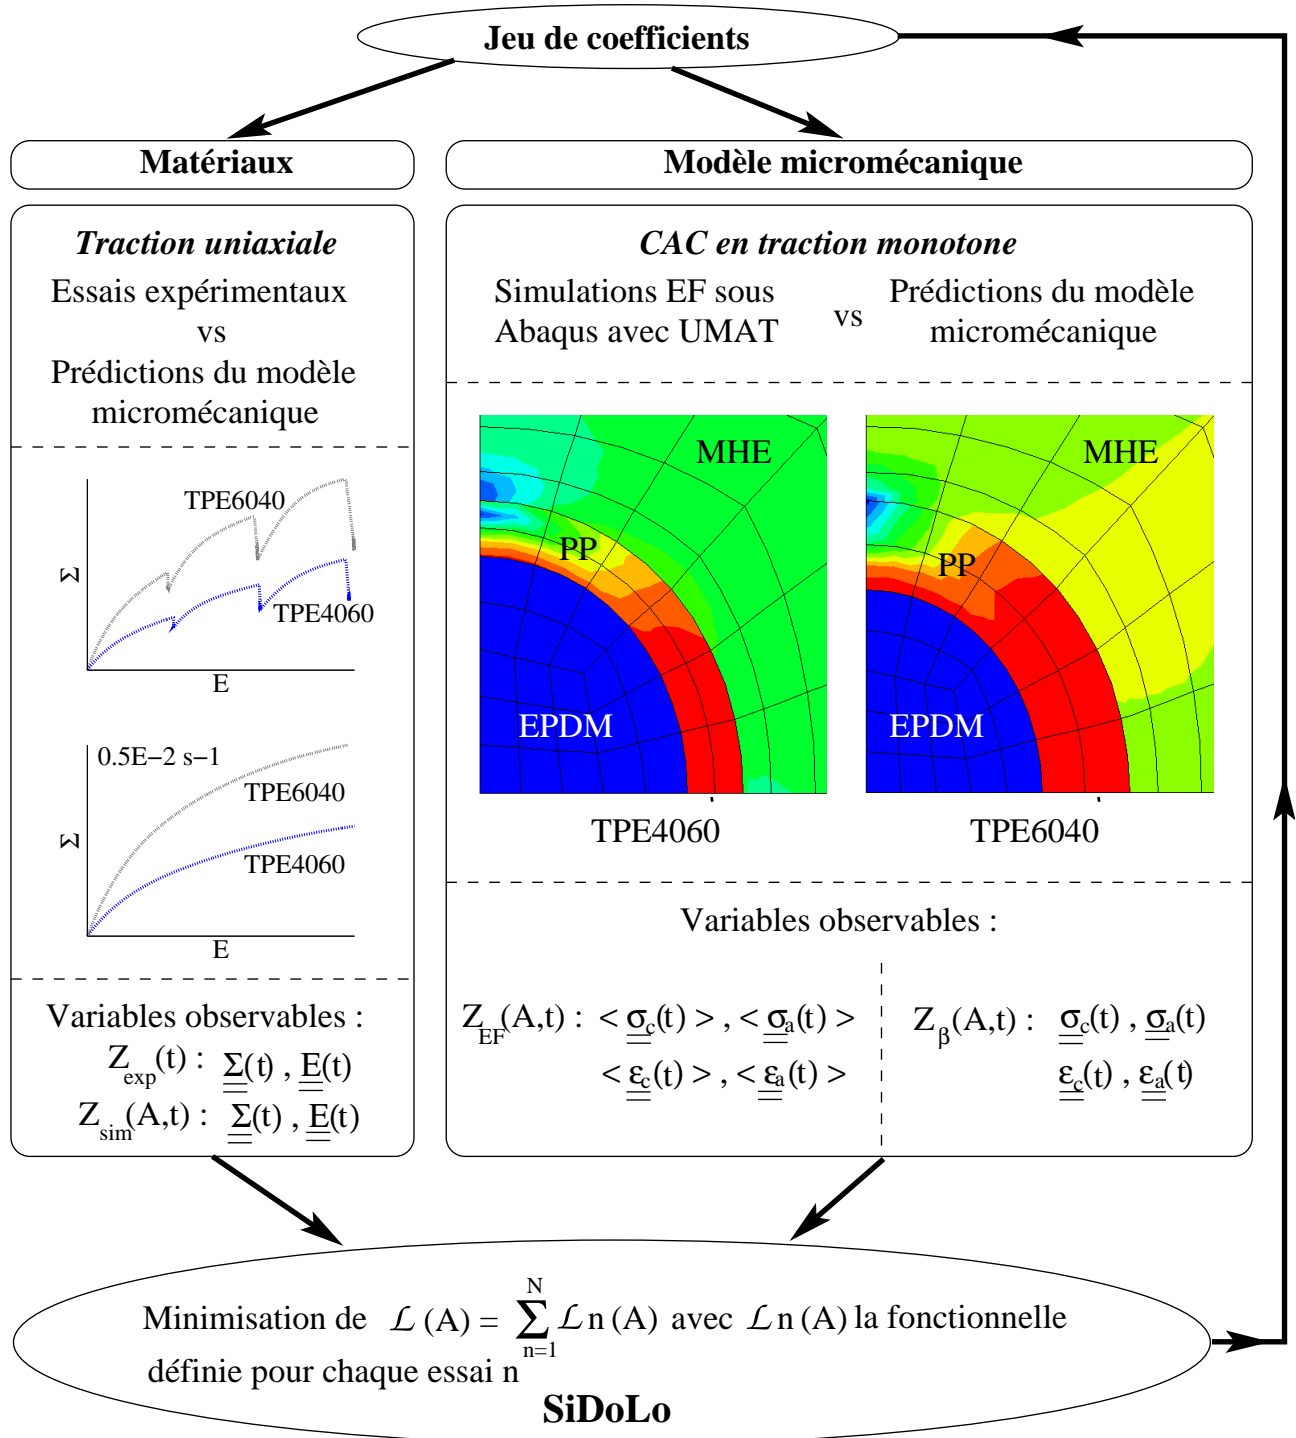 Jeu de coefficients
Matériaux
Modèle micromécanique
Traction uniaxiale
Essais expérimentaux
vs
Prédictions du modèle
micromécanique
TPE6040
Σ
TPE4060
E
0.5E−2 s−1
TPE6040
Σ
TPE4060
E
Variables observables :
Z_exp(t) : Σ(t) , E(t)
Z_sim(A,t) : Σ(t) , E(t)
CAC en traction monotone
Simulations EF sous
Abaqus avec UMAT
vs
Prédictions du modèle
micromécanique
MHE
PP
EPDM
TPE4060
MHE
PP
EPDM
TPE6040
Variables observables :
Z_EF(A,t) : < σ_c(t) > , < σ_a(t) >
< ε_c(t) > , < ε_a(t) >
Z_β(A,t) : σ_c(t) , σ_a(t)
ε_c(t) , ε_a(t)
Minimisation de ℒ (A) = ∑_{n=1}^{N} ℒ n (A) avec ℒ n (A) la fonctionnelle
définie pour chaque essai n
SiDoLo